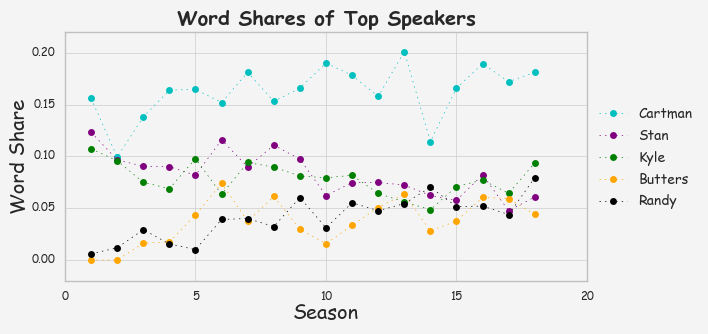 Word Shares of Top Speakers
0.20
0.15
0.10
0.05
0.00
Word Share
0 5 10 15 20
Season
Cartman
Stan
Kyle
Butters
Randy